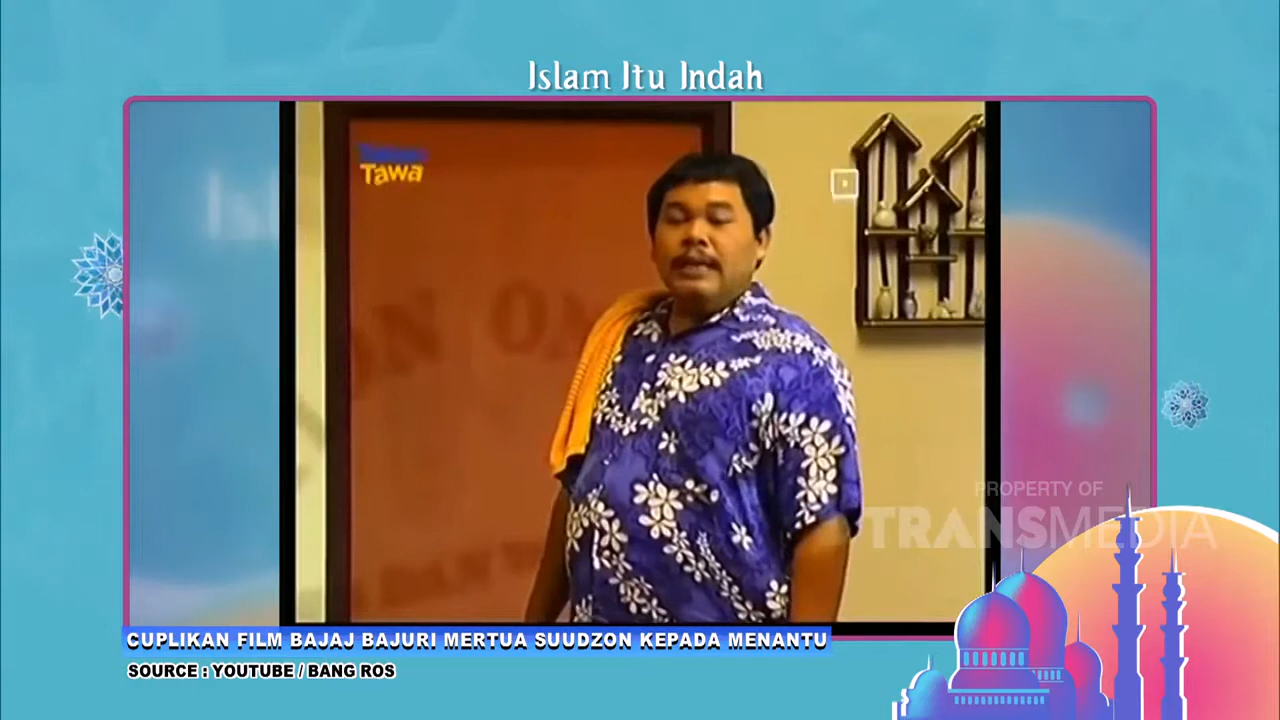 Islam Itu Indah
Tawa
PROPERTY OF
TRANSMEDIA
CUPLIKAN FILM BAJAJ BAJURI MERTUA SUUDZON KEPADA MENANTU
SOURCE : YOUTUBE / BANG ROS